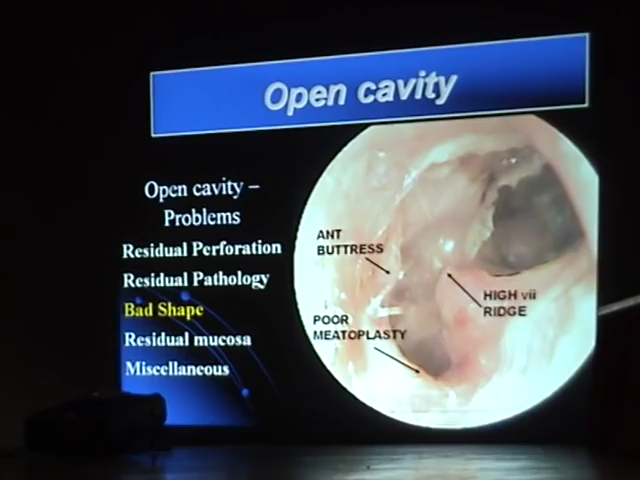 Open cavity
Open cavity –
Problems
Residual Perforation
Residual Pathology
Bad Shape
Residual mucosa
Miscellaneous
ANT
BUTTRESS
HIGH vii
RIDGE
POOR
MEATOPLASTY